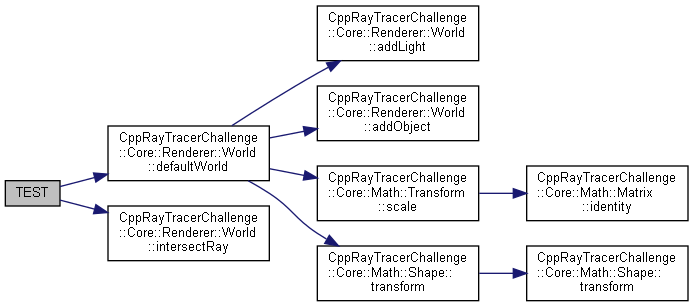 TEST
CppRayTracerChallenge
::Core::Renderer::World
::defaultWorld
CppRayTracerChallenge
::Core::Renderer::World
::intersectRay
CppRayTracerChallenge
::Core::Renderer::World
::addLight
CppRayTracerChallenge
::Core::Renderer::World
::addObject
CppRayTracerChallenge
::Core::Math::Transform
::scale
CppRayTracerChallenge
::Core::Math::Shape::
transform
CppRayTracerChallenge
::Core::Math::Matrix
::identity
CppRayTracerChallenge
::Core::Math::Shape::
transform